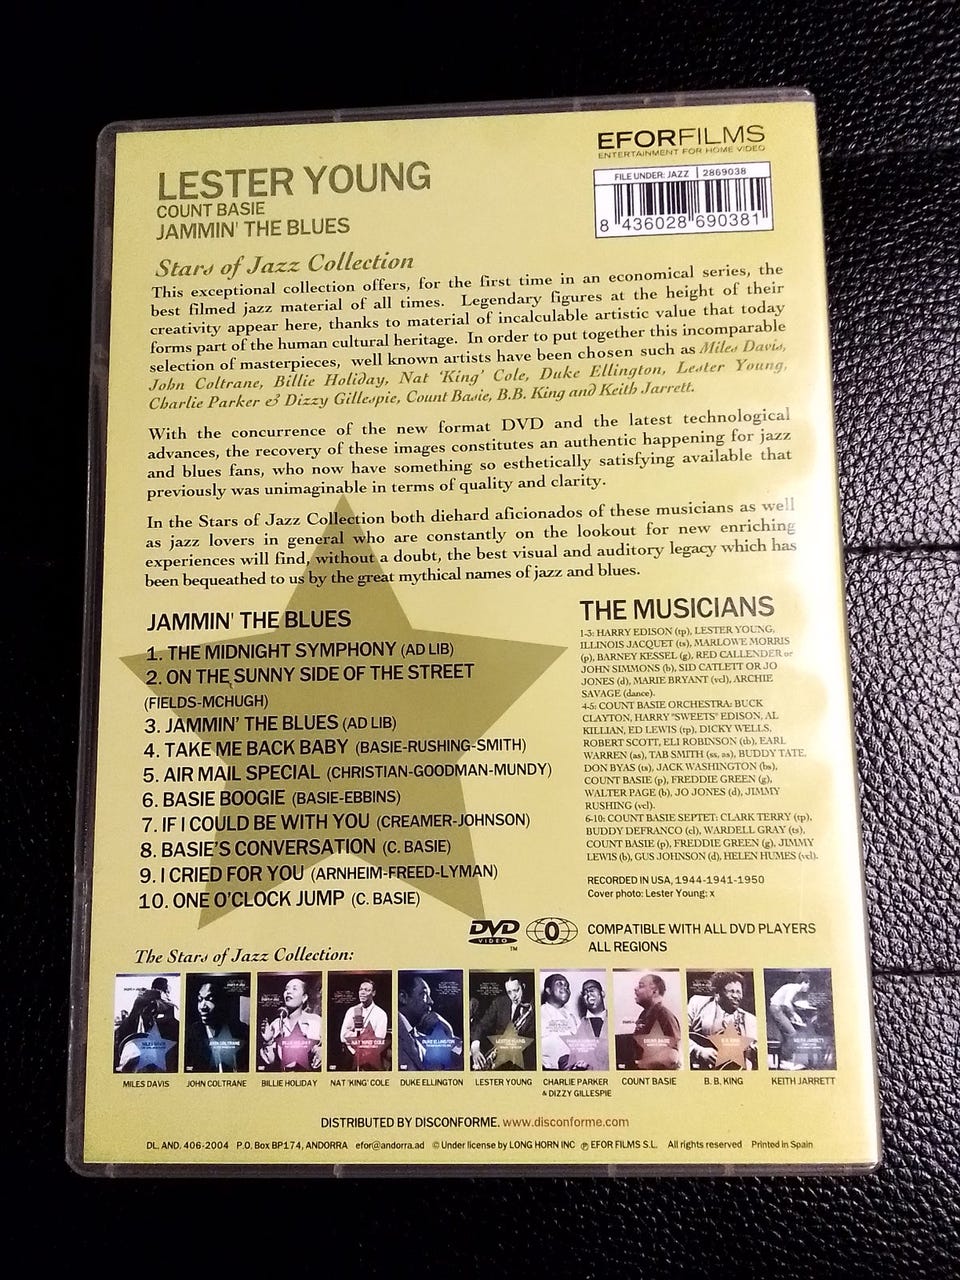 EFORFILMS
ENTERTAINMENT FOR HOME VIDEO
FILE UNDER: JAZZ | 2869038
8 436028 690381
LESTER YOUNG
COUNT BASIE
JAMMIN' THE BLUES
Stars of Jazz Collection
This exceptional collection offers, for the first time in an economical series, the
best filmed jazz material of all times. Legendary figures at the height of their
creativity appear here, thanks to material of incalculable artistic value that today
forms part of the human cultural heritage. In order to put together this incomparable
selection of masterpieces, well known artists have been chosen such as Miles Davis,
John Coltrane, Billie Holiday, Nat 'King' Cole, Duke Ellington, Lester Young,
Charlie Parker & Dizzy Gillespie, Count Basie, B.B. King and Keith Jarrett.
With the concurrence of the new format DVD and the latest technological
advances, the recovery of these images constitutes an authentic happening for jazz
and blues fans, who now have something so esthetically satisfying available that
previously was unimaginable in terms of quality and clarity.
In the Stars of Jazz Collection both diehard aficionados of these musicians as well
as jazz lovers in general who are constantly on the lookout for new enriching
experiences will find, without a doubt, the best visual and auditory legacy which has
been bequeathed to us by the great mythical names of jazz and blues.
JAMMIN' THE BLUES
1. THE MIDNIGHT SYMPHONY (AD LIB)
2. ON THE SUNNY SIDE OF THE STREET
(FIELDS-MCHUGH)
3. JAMMIN' THE BLUES (AD LIB)
4. TAKE ME BACK BABY (BASIE-RUSHING-SMITH)
5. AIR MAIL SPECIAL (CHRISTIAN-GOODMAN-MUNDY)
6. BASIE BOOGIE (BASIE-EBBINS)
7. IF I COULD BE WITH YOU (CREAMER-JOHNSON)
8. BASIE'S CONVERSATION (C. BASIE)
9. I CRIED FOR YOU (ARNHEIM-FREED-LYMAN)
10. ONE O'CLOCK JUMP (C. BASIE)
THE MUSICIANS
1-3: HARRY EDISON (tp), LESTER YOUNG,
ILLINOIS JACQUET (ts), MARLOWE MORRIS
(p), BARNEY KESSEL (g), RED CALLENDER or
JOHN SIMMONS (b), SID CATLETT OR JO
JONES (d), MARIE BRYANT (vcl), ARCHIE
SAVAGE (dance).
4-5: COUNT BASIE ORCHESTRA: BUCK
CLAYTON, HARRY "SWEETS" EDISON, AL
KILLIAN, ED LEWIS (tp), DICKY WELLS,
ROBERT SCOTT, ELI ROBINSON (tb), EARL
WARREN (as), TAB SMITH (ss, as), BUDDY TATE,
DON BYAS (ts), JACK WASHINGTON (bs),
COUNT BASIE (p), FREDDIE GREEN (g),
WALTER PAGE (b), JO JONES (d), JIMMY
RUSHING (vcl).
6-10: COUNT BASIE SEPTET: CLARK TERRY (tp),
BUDDY DEFRANCO (cl), WARDELL GRAY (ts),
COUNT BASIE (p), FREDDIE GREEN (g), JIMMY
LEWIS (b), GUS JOHNSON (d), HELEN HUMES (vcl).
RECORDED IN USA, 1944-1941-1950
Cover photo: Lester Young: x
DVD
VIDEO
TM
0
COMPATIBLE WITH ALL DVD PLAYERS
ALL REGIONS
The Stars of Jazz Collection:
MILES DAVIS JOHN COLTRANE BILLIE HOLIDAY NAT 'KING' COLE DUKE ELLINGTON LESTER YOUNG CHARLIE PARKER & DIZZY GILLESPIE COUNT BASIE B. B. KING KEITH JARRETT
DISTRIBUTED BY DISCONFORME. www.disconforme.com
DL. AND. 406-2004 P.O. Box BP174, ANDORRA efor@andorra.ad © Under license by LONG HORN INC ℗ EFOR FILMS S.L. All rights reserved Printed in Spain